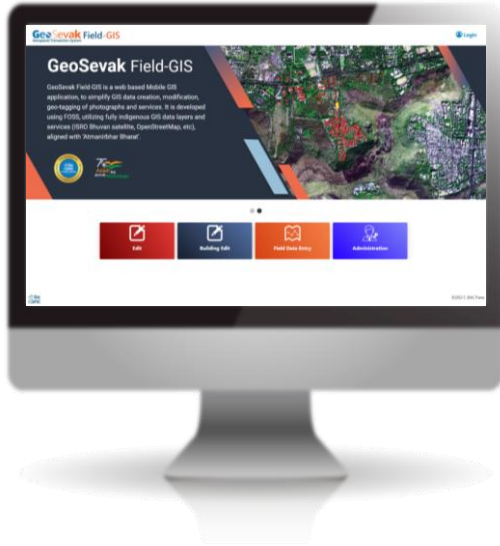 GeoSevak Field-GIS
Login
GeoSevak Field-GIS
GeoSevak Field-GIS is a web based Mobile GIS
application, to simplify GIS data creation, modification,
geo-tagging of photographs and services. It is developed
using FOSS, utilizing fully indigenous GIS data layers and
services (ISRO Bhuvan satellite, OpenStreetMap, etc),
aligned with 'Atmanirbhar Bharat'.
Edit
Building Edit
Field Data Entry
Administration